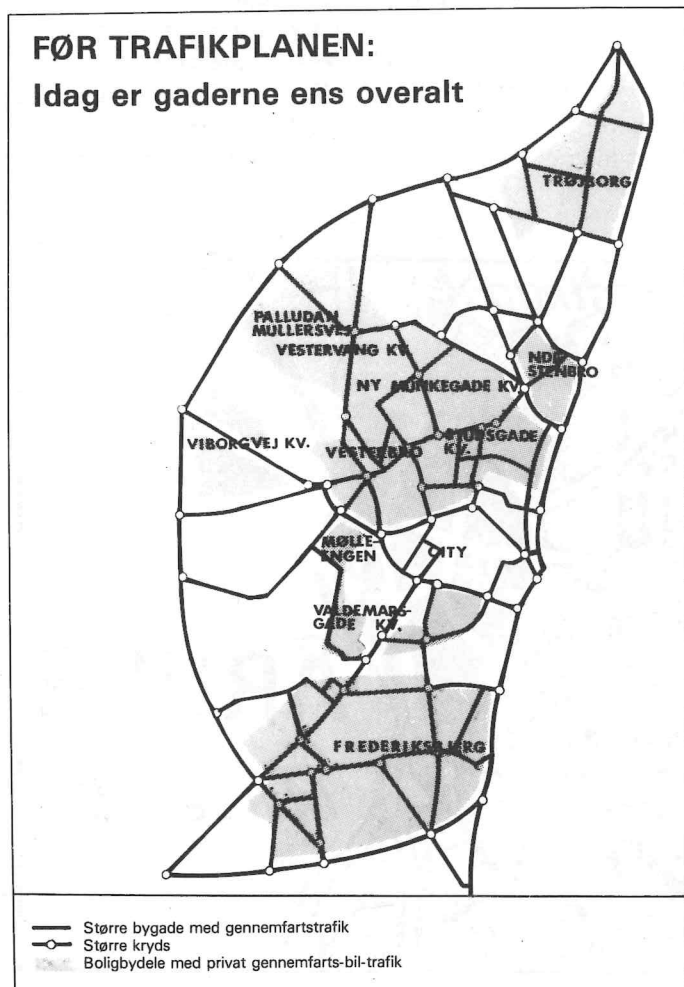 FØR TRAFIKPLANEN:
Idag er gaderne ens overalt
TRØJBORG
PALLUDAN
MULLERSVEJ
VESTERVANG KV.
NDR
STENBRO
NY MUNKEGADE KV.
VIBORGVEJ KV.
VESTERBRO
SJURSGADE
KV.
MØLLE-
ENGEN
CITY
VALDEMARS-
GADE KV.
FREDERIKSBJERG
Større bygade med gennemfartstrafik
Større kryds
Boligbydele med privat gennemfarts-bil-trafik